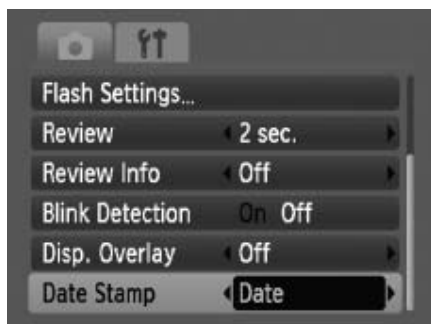 Flash Settings...
Review 2 sec.
Review Info Off
Blink Detection On Off
Disp. Overlay Off
Date Stamp Date